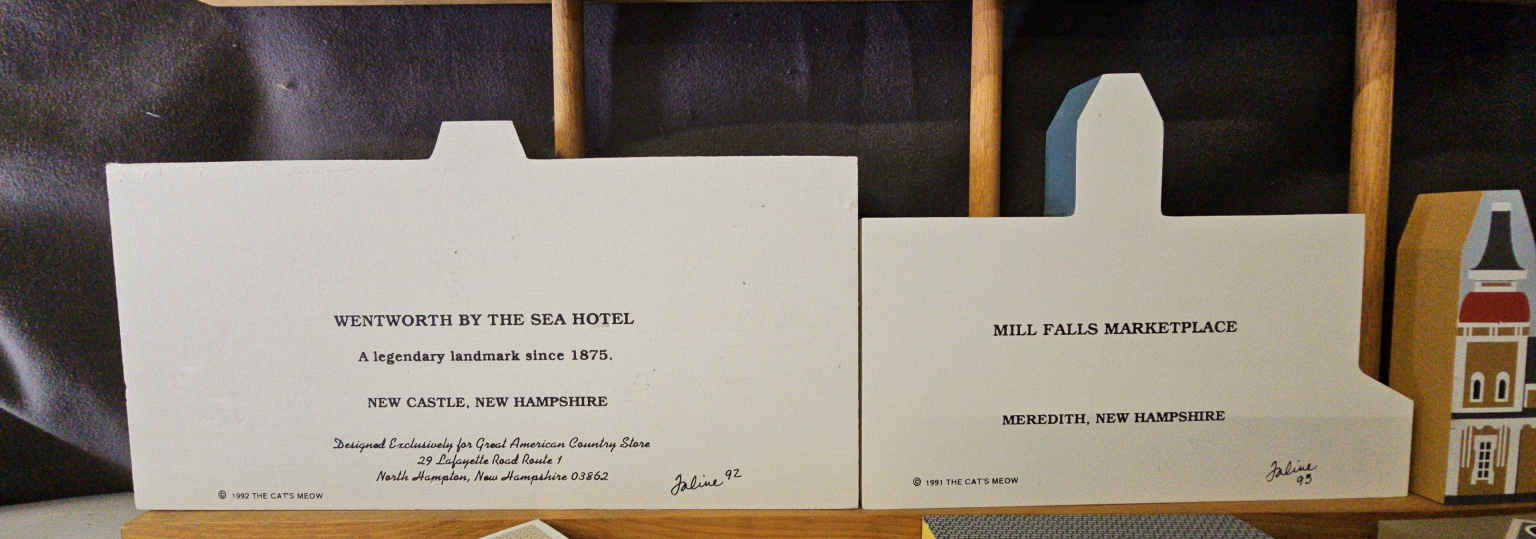 WENTWORTH BY THE SEA HOTEL
A legendary landmark since 1875.
NEW CASTLE, NEW HAMPSHIRE
Designed Exclusively for Great American Country Store
29 Lafayette Road Route 1
North Hampton, New Hampshire 03862
Faline 92
© 1992 THE CAT'S MEOW
MILL FALLS MARKETPLACE
MEREDITH, NEW HAMPSHIRE
Faline
93
© 1991 THE CAT'S MEOW